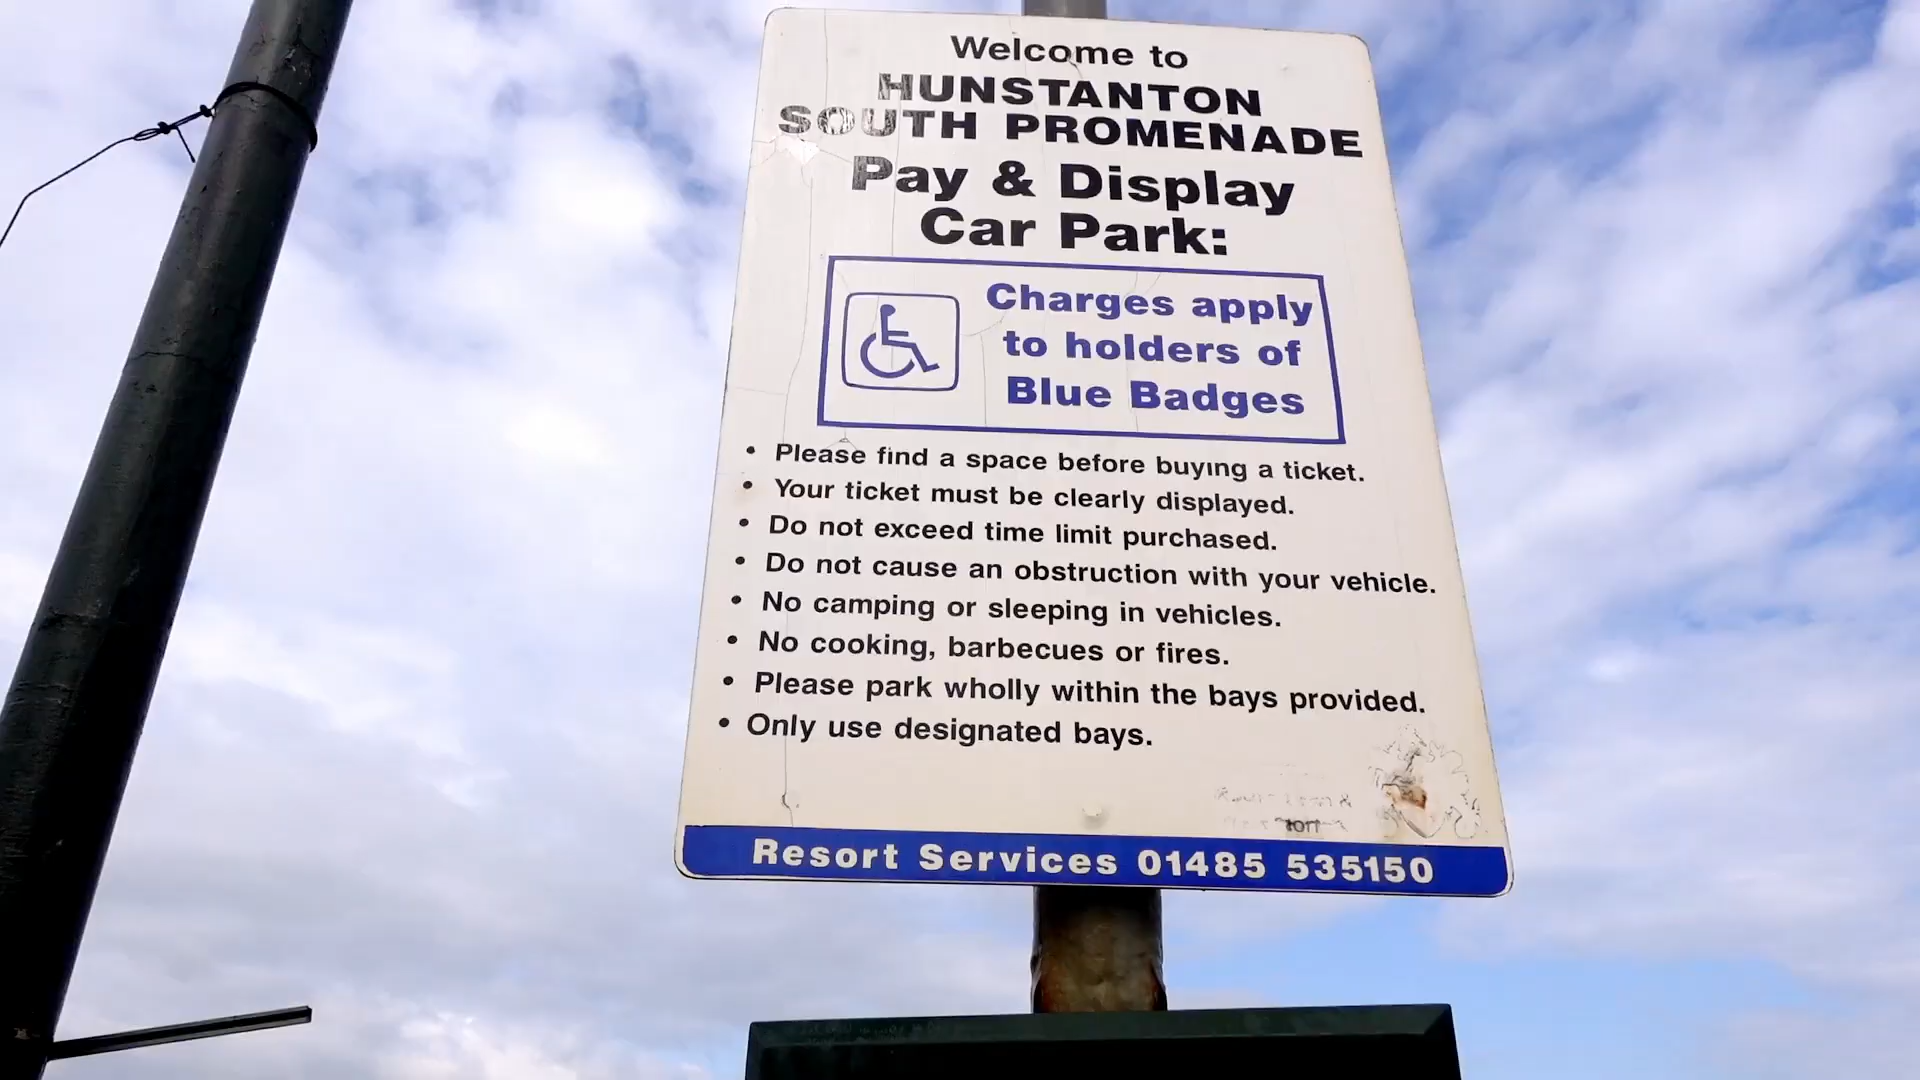 Welcome to
HUNSTANTON
SOUTH PROMENADE
Pay & Display
Car Park:
Charges apply
to holders of
Blue Badges
• Please find a space before buying a ticket.
• Your ticket must be clearly displayed.
• Do not exceed time limit purchased.
• Do not cause an obstruction with your vehicle.
• No camping or sleeping in vehicles.
• No cooking, barbecues or fires.
• Please park wholly within the bays provided.
• Only use designated bays.
Resort Services 01485 535150